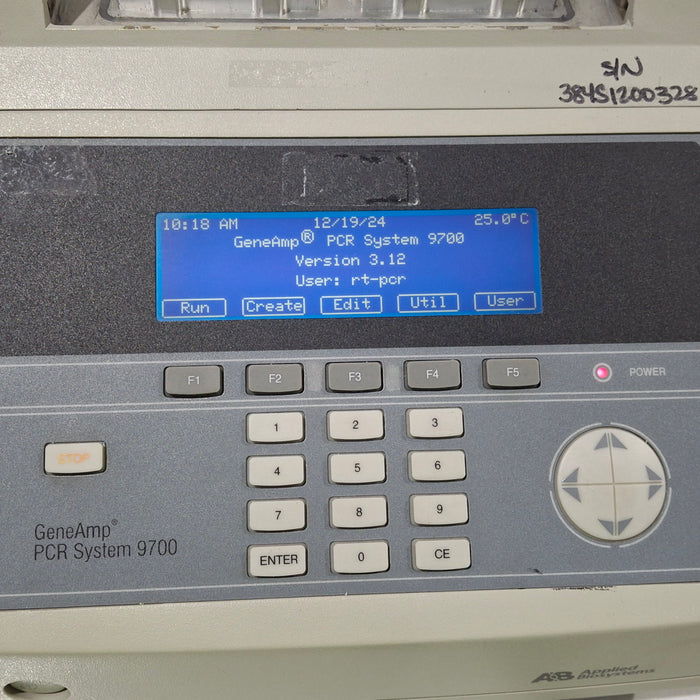 S/N
384S1200328
10:18 AM 12/19/24 25.0°C
GeneAmp® PCR System 9700
Version 3.12
User: rt-pcr
Run Create Edit Util User
F1 F2 F3 F4 F5 POWER
1 2 3
STOP
4 5 6
7 8 9
GeneAmp®
PCR System 9700
ENTER 0 CE
AB Applied
Biosystems